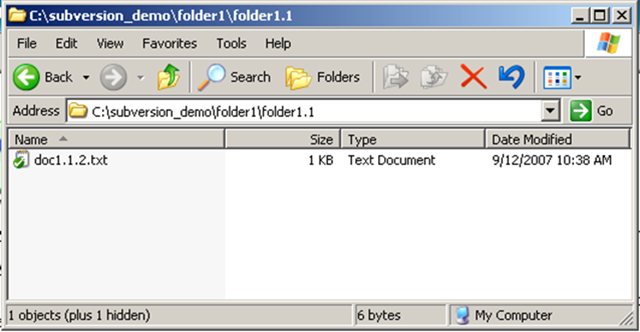 C:\subversion_demo\folder1\folder1.1
File Edit View Favorites Tools Help
Back Search Folders
Address C:\subversion_demo\folder1\folder1.1 Go
Name Size Type Date Modified
doc1.1.2.txt 1 KB Text Document 9/12/2007 10:38 AM
1 objects (plus 1 hidden) 6 bytes My Computer